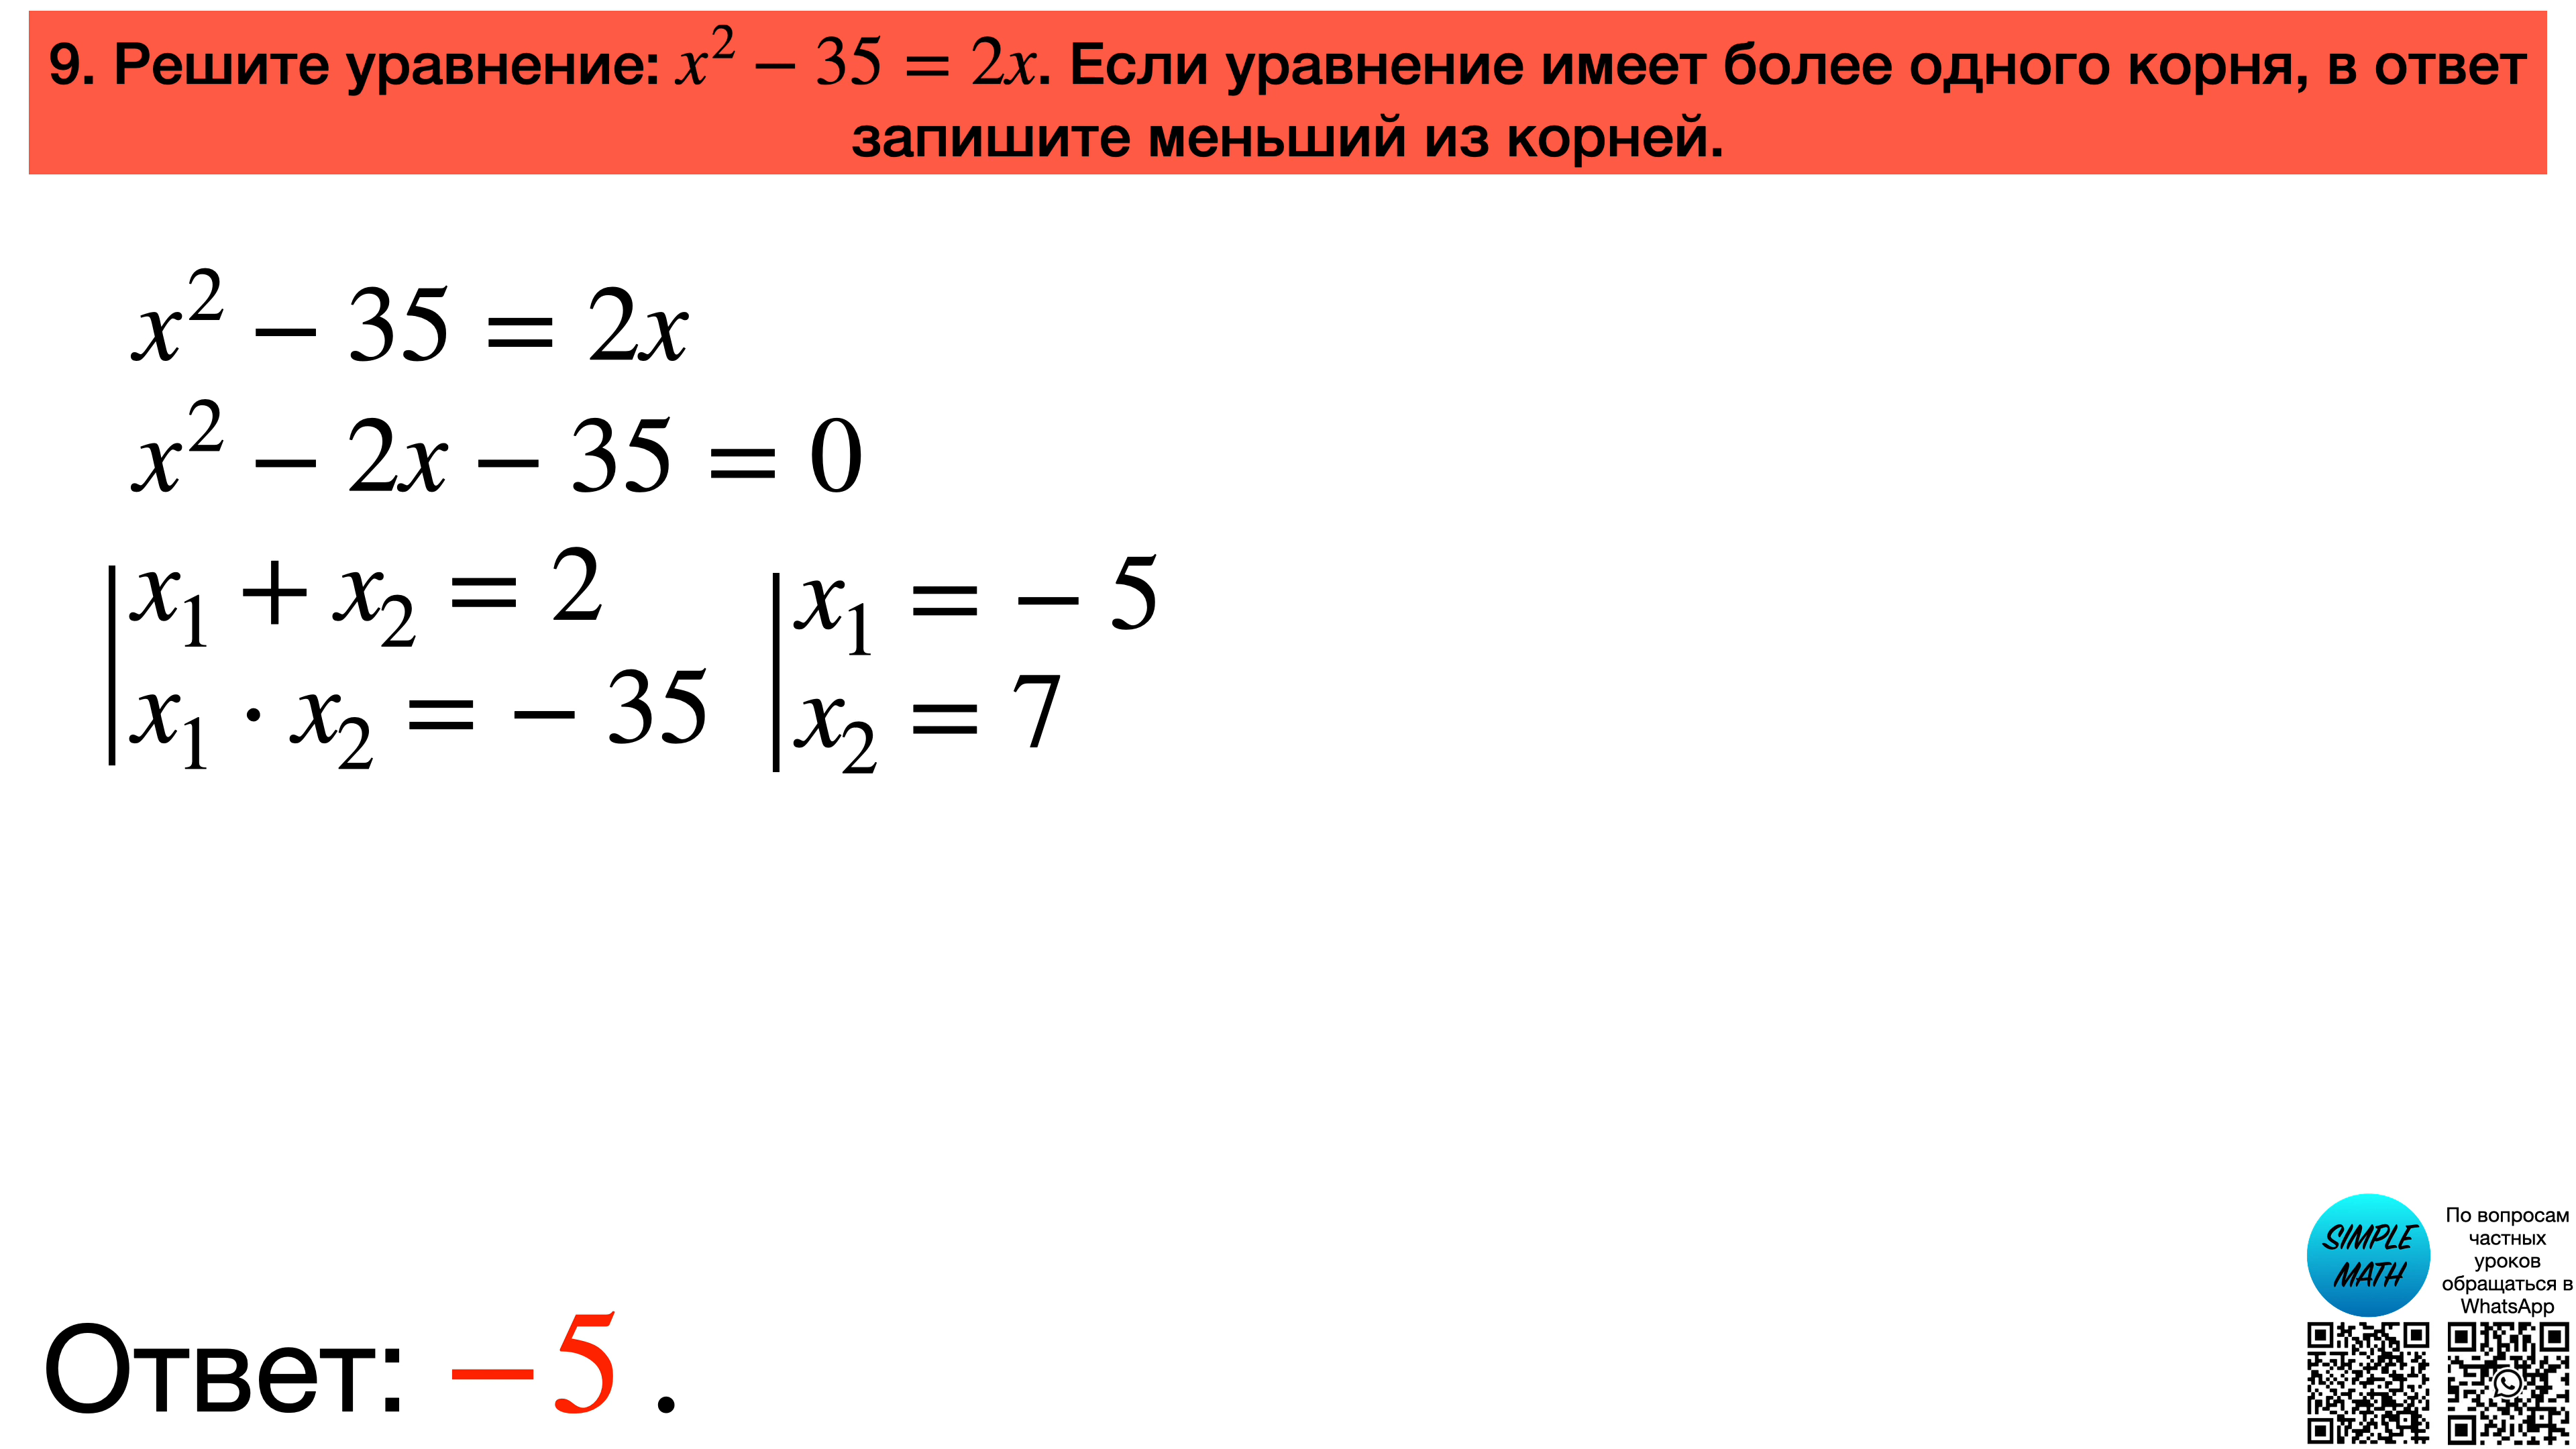 9. Решите уравнение: x² − 35 = 2x. Если уравнение имеет более одного корня, в ответ
запишите меньший из корней.
x² − 35 = 2x
x² − 2x − 35 = 0
x₁ + x₂ = 2
x₁ · x₂ = − 35
x₁ = − 5
x₂ = 7
Ответ: −5 .
SIMPLE
MATH
По вопросам
частных
уроков
обращаться в
WhatsApp